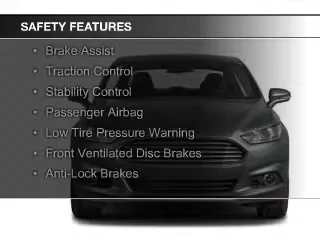 SAFETY FEATURES
• Brake Assist
• Traction Control
• Stability Control
• Passenger Airbag
• Low Tire Pressure Warning
• Front Ventilated Disc Brakes
• Anti-Lock Brakes